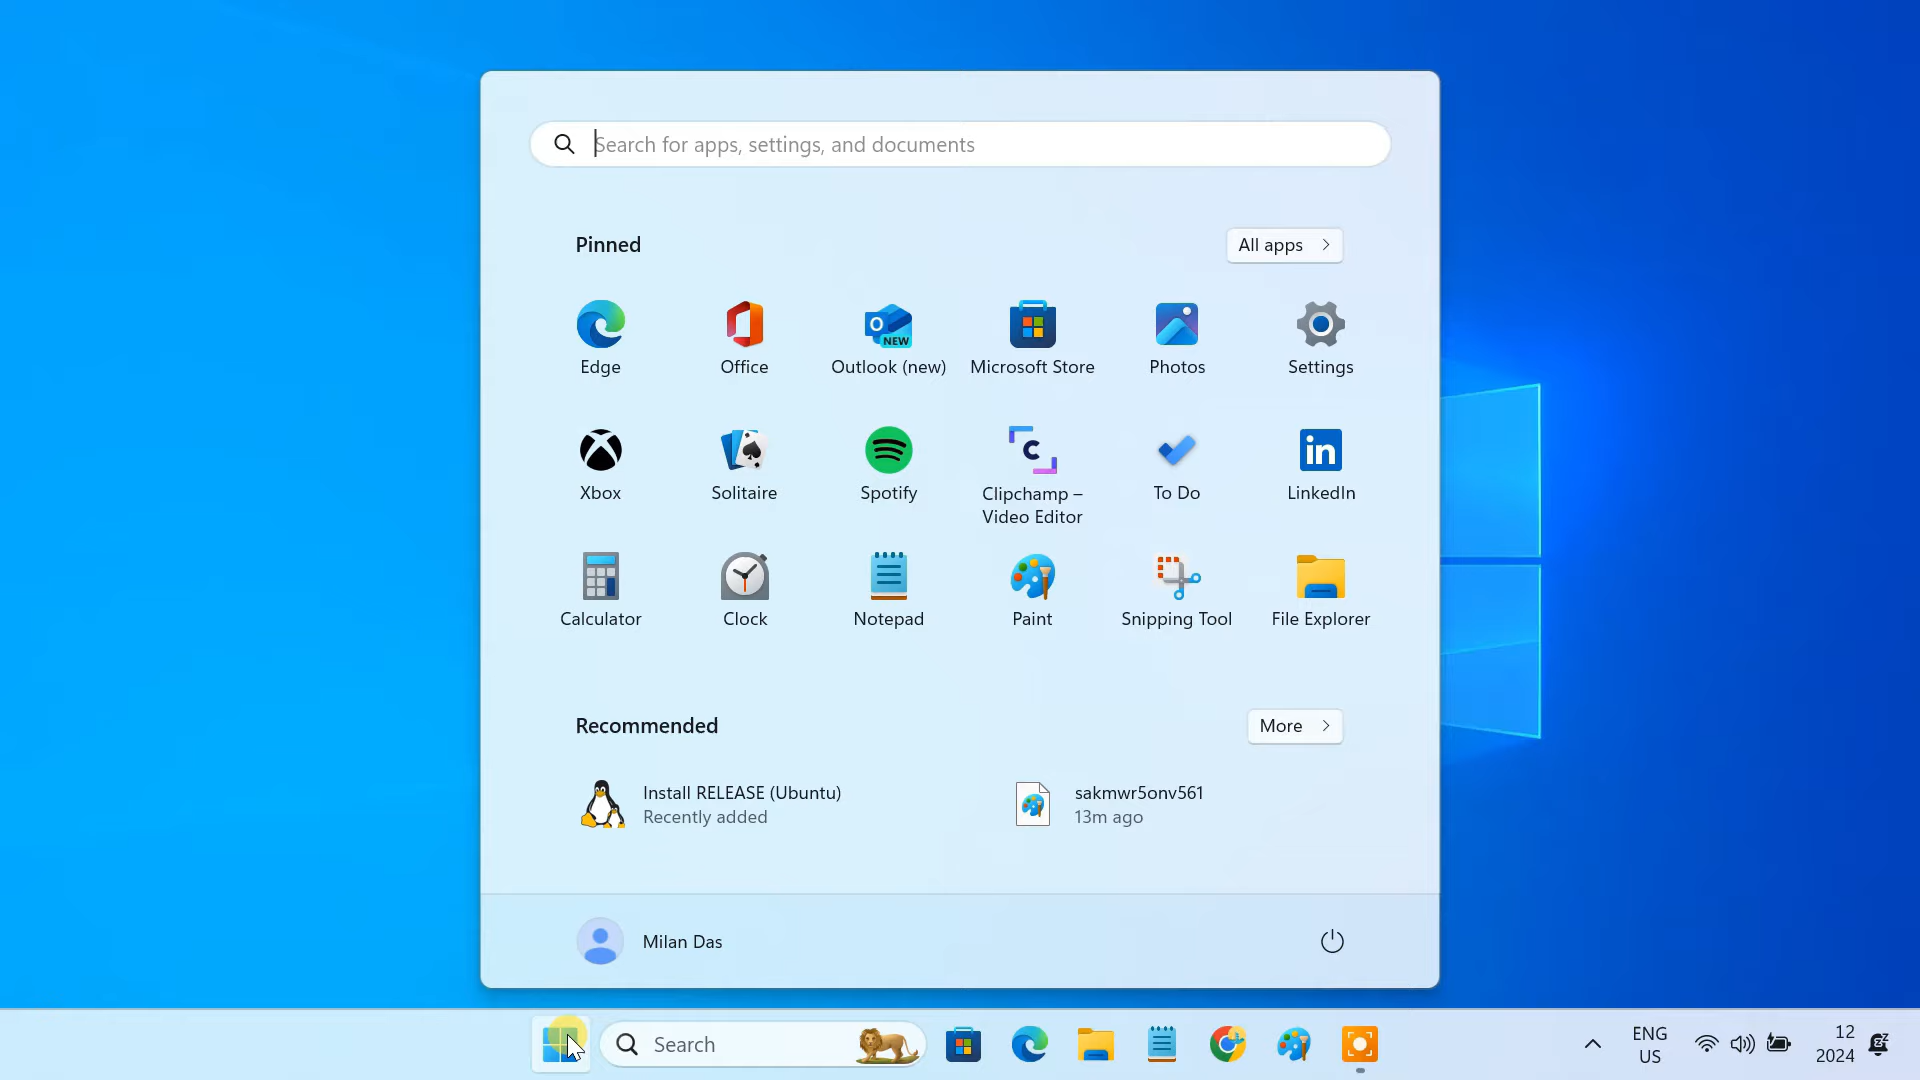 Search for apps, settings, and documents
Pinned
All apps
Edge
Office
NEW
Outlook (new)
Microsoft Store
Photos
Settings
Xbox
Solitaire
Spotify
Clipchamp –
Video Editor
To Do
LinkedIn
Calculator
Clock
Notepad
Paint
Snipping Tool
File Explorer
Recommended
More
Install RELEASE (Ubuntu)
Recently added
sakmwr5onv561
13m ago
Milan Das
Search
ENG
US
12
2024